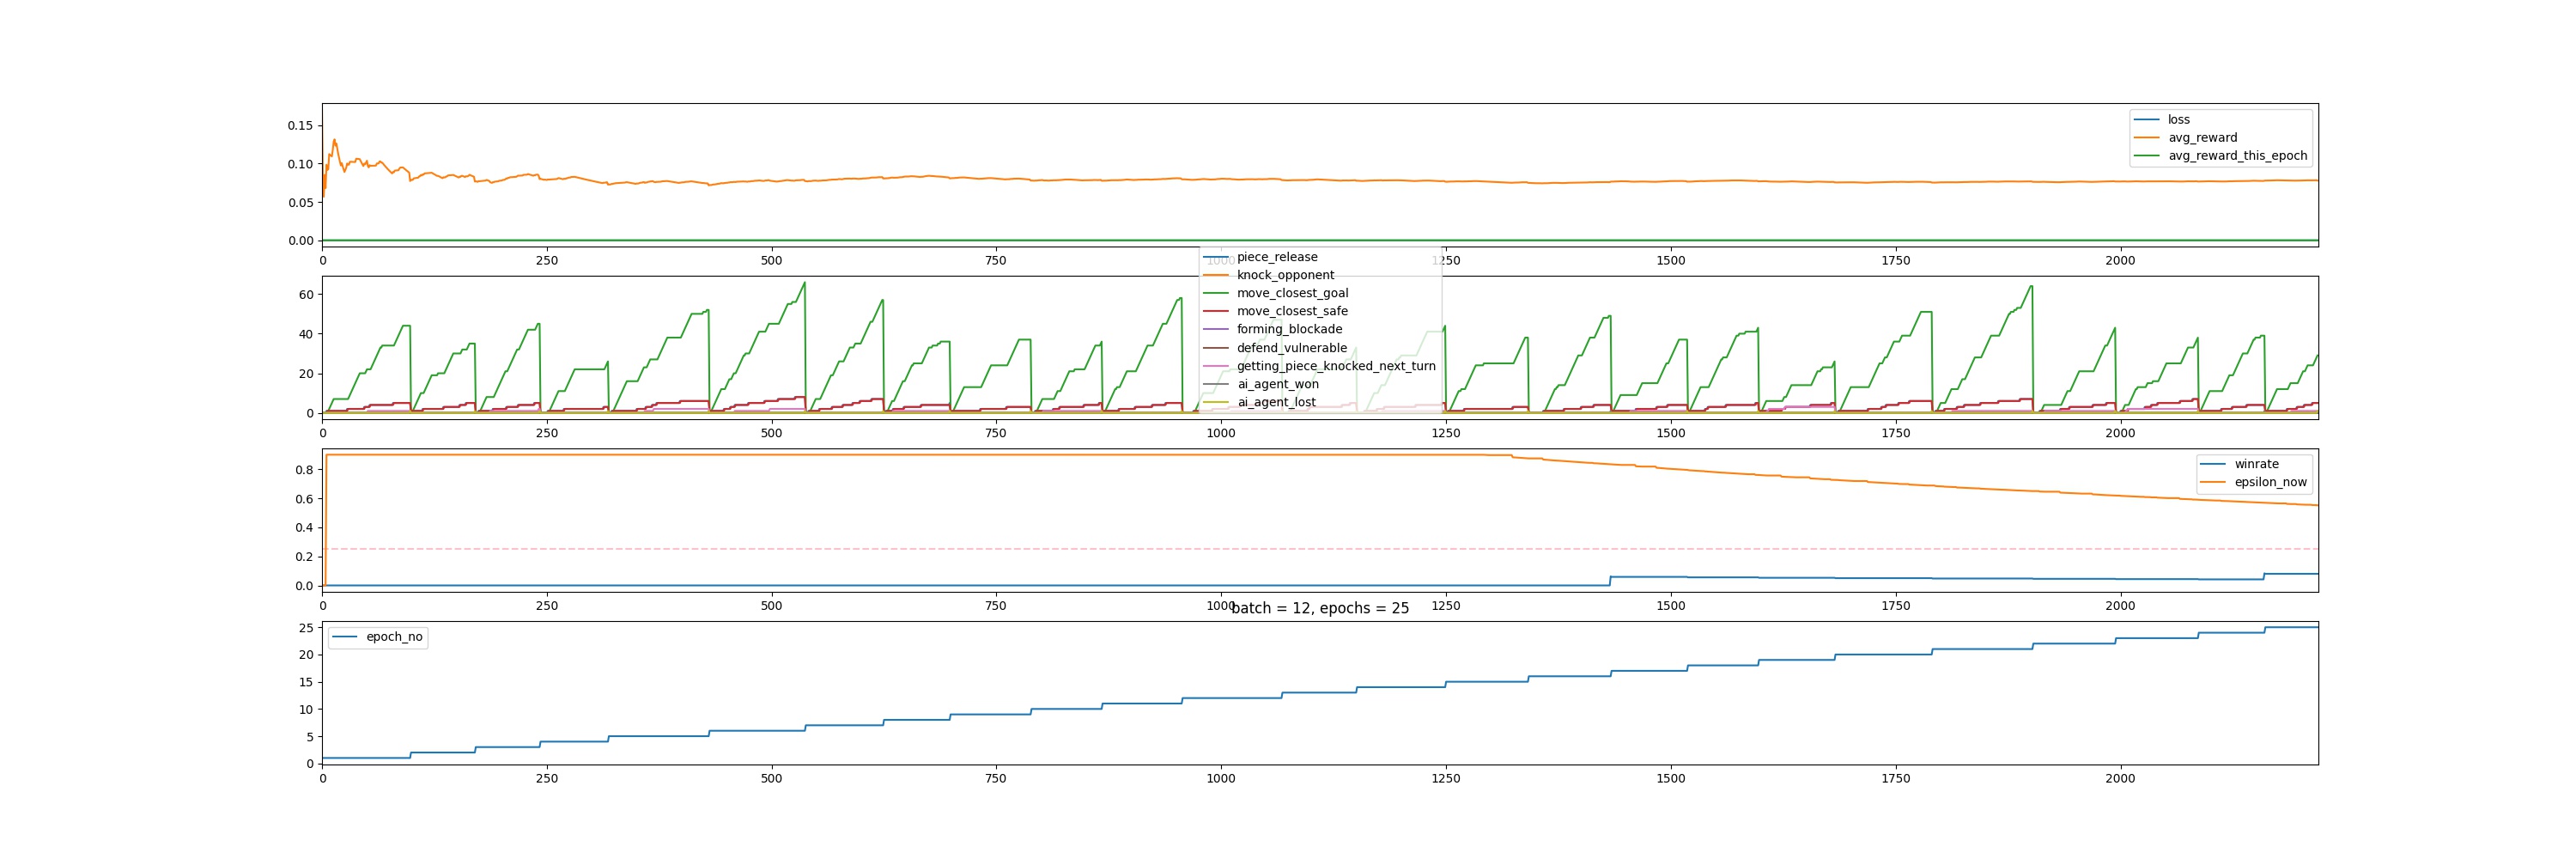 0.15
0.10
0.05
0.00
loss
avg_reward
avg_reward_this_epoch
0 250 500 750 1000 1250 1500 1750 2000
piece_release
knock_opponent
move_closest_goal
move_closest_safe
forming_blockade
defend_vulnerable
getting_piece_knocked_next_turn
ai_agent_won
ai_agent_lost
60
40
20
0
0 250 500 750 1000 1250 1500 1750 2000
0.8
0.6
0.4
0.2
0.0
winrate
epsilon_now
0 250 500 750 1000 1250 1500 1750 2000
batch = 12, epochs = 25
25
20
15
10
5
0
epoch_no
0 250 500 750 1000 1250 1500 1750 2000